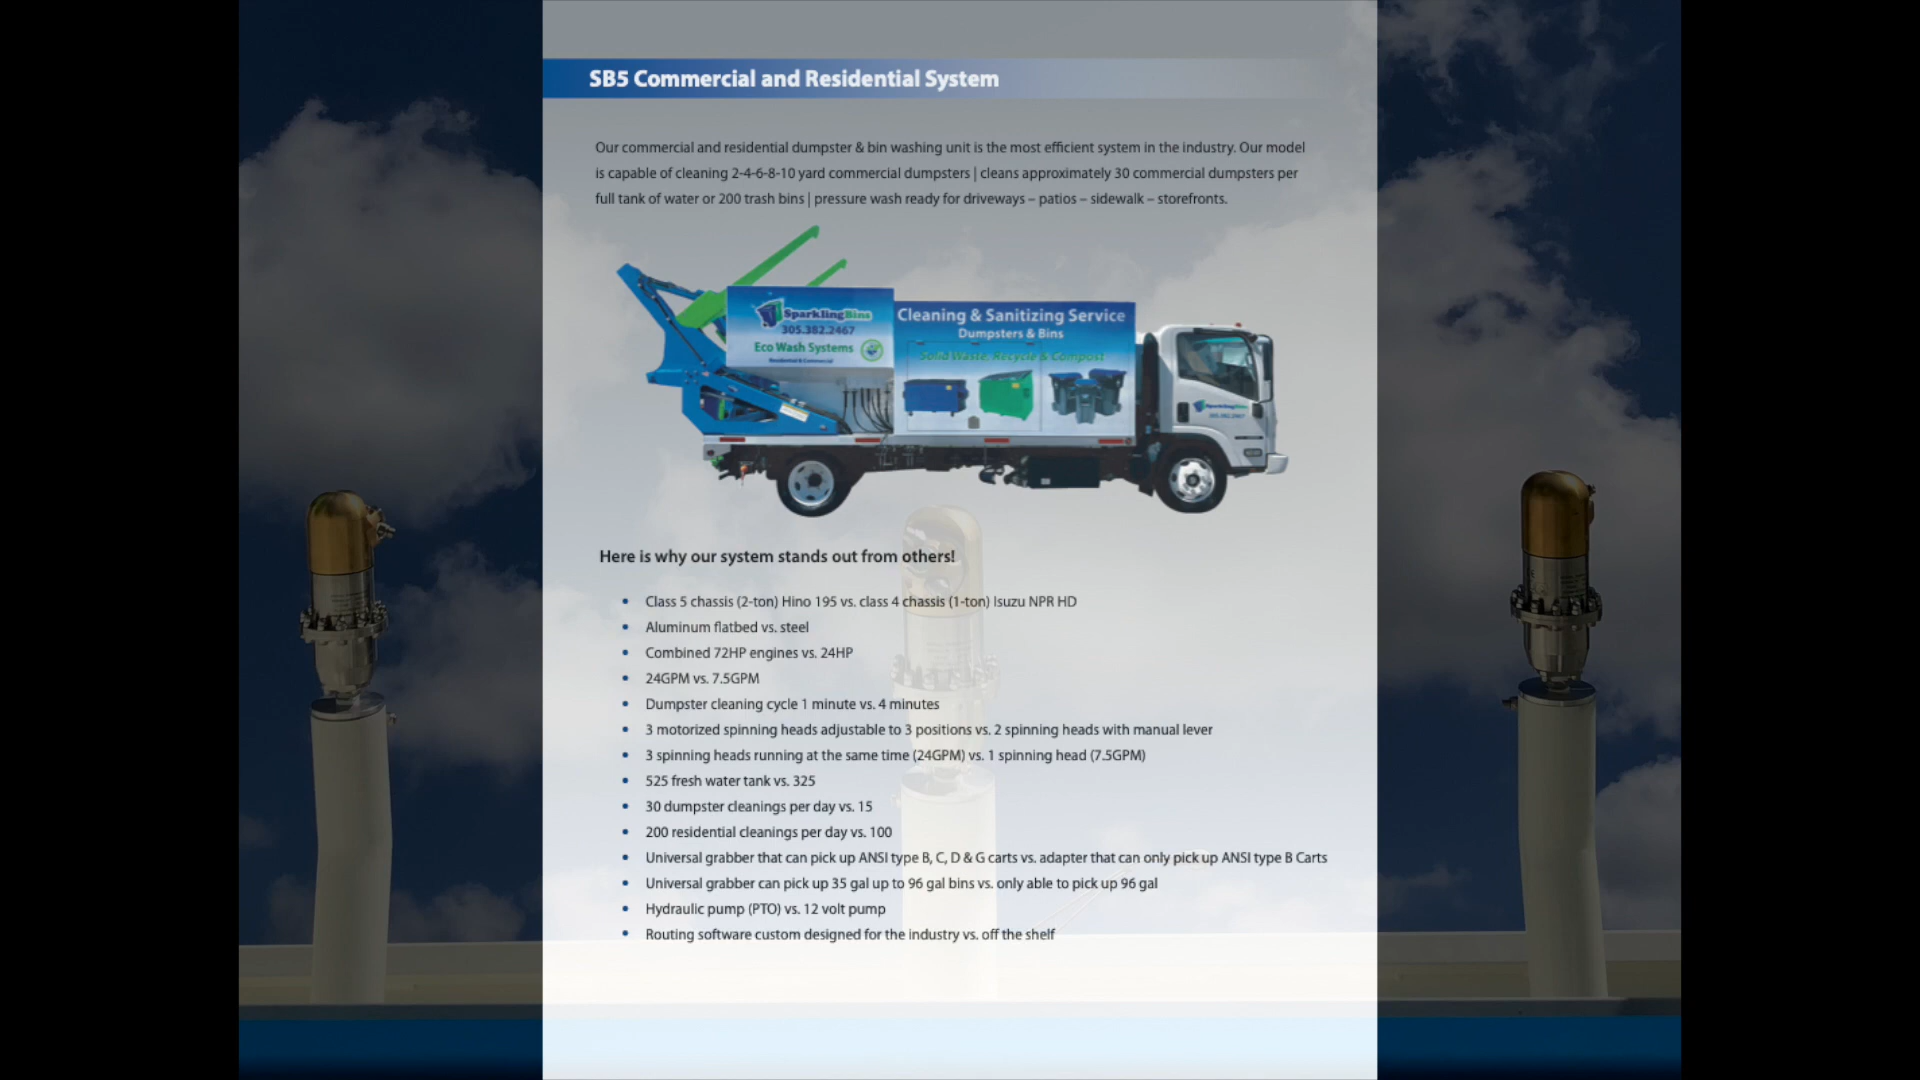 SB5 Commercial and Residential System
Our commercial and residential dumpster & bin washing unit is the most efficient system in the industry. Our model
is capable of cleaning 2-4-6-8-10 yard commercial dumpsters | cleans approximately 30 commercial dumpsters per
full tank of water or 200 trash bins | pressure wash ready for driveways – patios – sidewalk – storefronts.
SparklingBins
305.382.2467
Eco Wash Systems
Residential & Commercial
Cleaning & Sanitizing Service
Dumpsters & Bins
Solid Waste, Recycle & Compost
SparklingBins
305.382.2467
Here is why our system stands out from others!
• Class 5 chassis (2-ton) Hino 195 vs. class 4 chassis (1-ton) Isuzu NPR HD
• Aluminum flatbed vs. steel
• Combined 72HP engines vs. 24HP
• 24GPM vs. 7.5GPM
• Dumpster cleaning cycle 1 minute vs. 4 minutes
• 3 motorized spinning heads adjustable to 3 positions vs. 2 spinning heads with manual lever
• 3 spinning heads running at the same time (24GPM) vs. 1 spinning head (7.5GPM)
• 525 fresh water tank vs. 325
• 30 dumpster cleanings per day vs. 15
• 200 residential cleanings per day vs. 100
• Universal grabber that can pick up ANSI type B, C, D & G carts vs. adapter that can only pick up ANSI type B Carts
• Universal grabber can pick up 35 gal up to 96 gal bins vs. only able to pick up 96 gal
• Hydraulic pump (PTO) vs. 12 volt pump
• Routing software custom designed for the industry vs. off the shelf